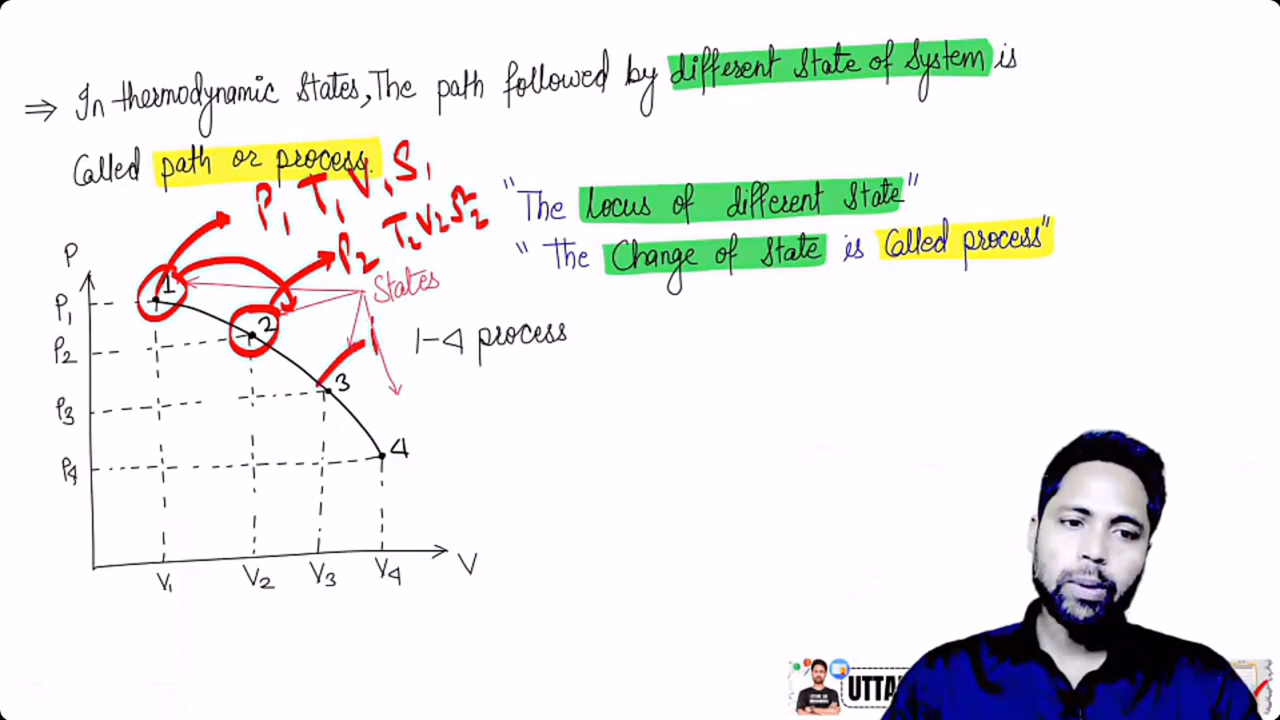 ⇒ In thermodynamic States, The path followed by different State of System is
Called path or process.
"The locus of different State"
"The Change of State is Called process"
P₁ T₁ V₁ S₁
P₂ T₂ V₂ S₂
States
1-4 process
P
P₁
P₂
P₃
P₄
1
2
3
4
V₁ V₂ V₃ V₄ V